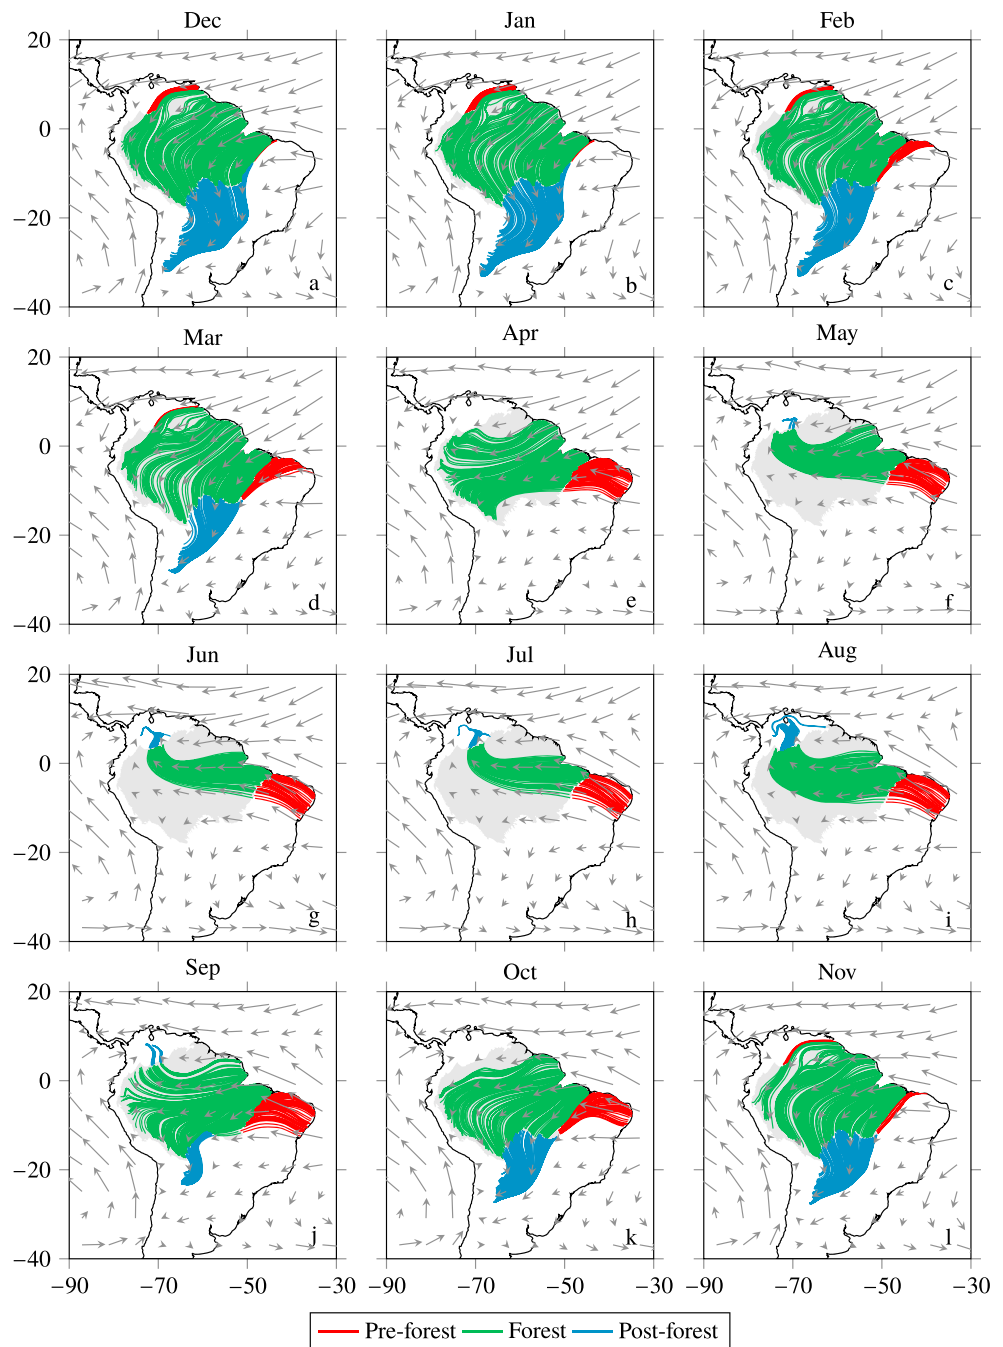 Dec Jan Feb
20
0
−20
−40
a b c
Mar Apr May
20
0
−20
−40
d e f
Jun Jul Aug
20
0
−20
−40
g h i
Sep Oct Nov
20
0
−20
−40
j k l
−90 −70 −50 −30 −90 −70 −50 −30 −90 −70 −50 −30
Pre-forest Forest Post-forest